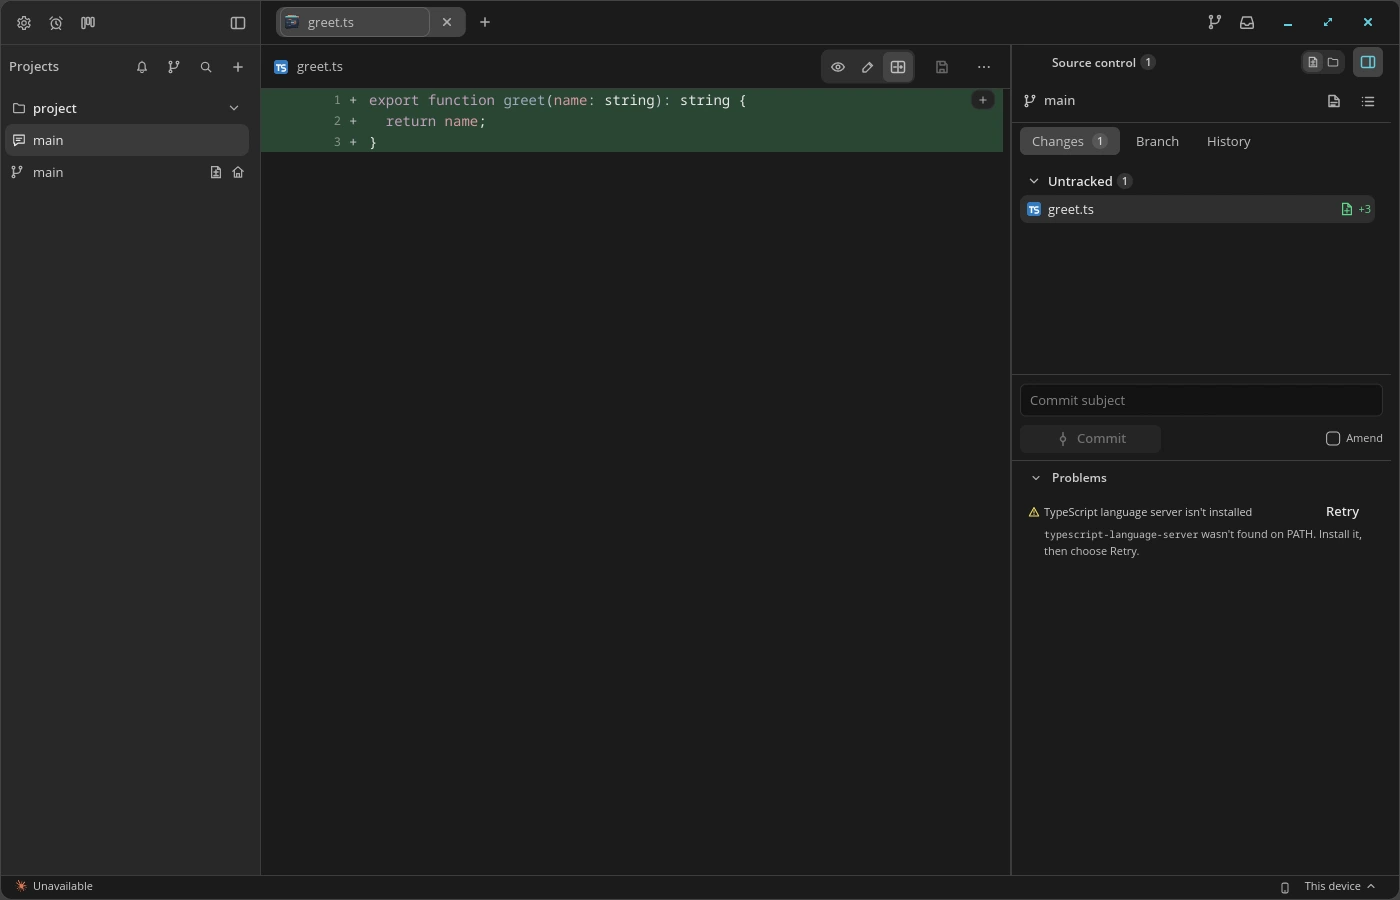 greet.ts
Projects
TS greet.ts
Source control 1
project
main
main
1 + export function greet(name: string): string {
2 + return name;
3 + }
main
Changes 1 Branch History
Untracked 1
TS greet.ts +3
Commit subject
Commit
Amend
Problems
TypeScript language server isn't installed Retry
typescript-language-server wasn't found on PATH. Install it,
then choose Retry.
Unavailable
This device